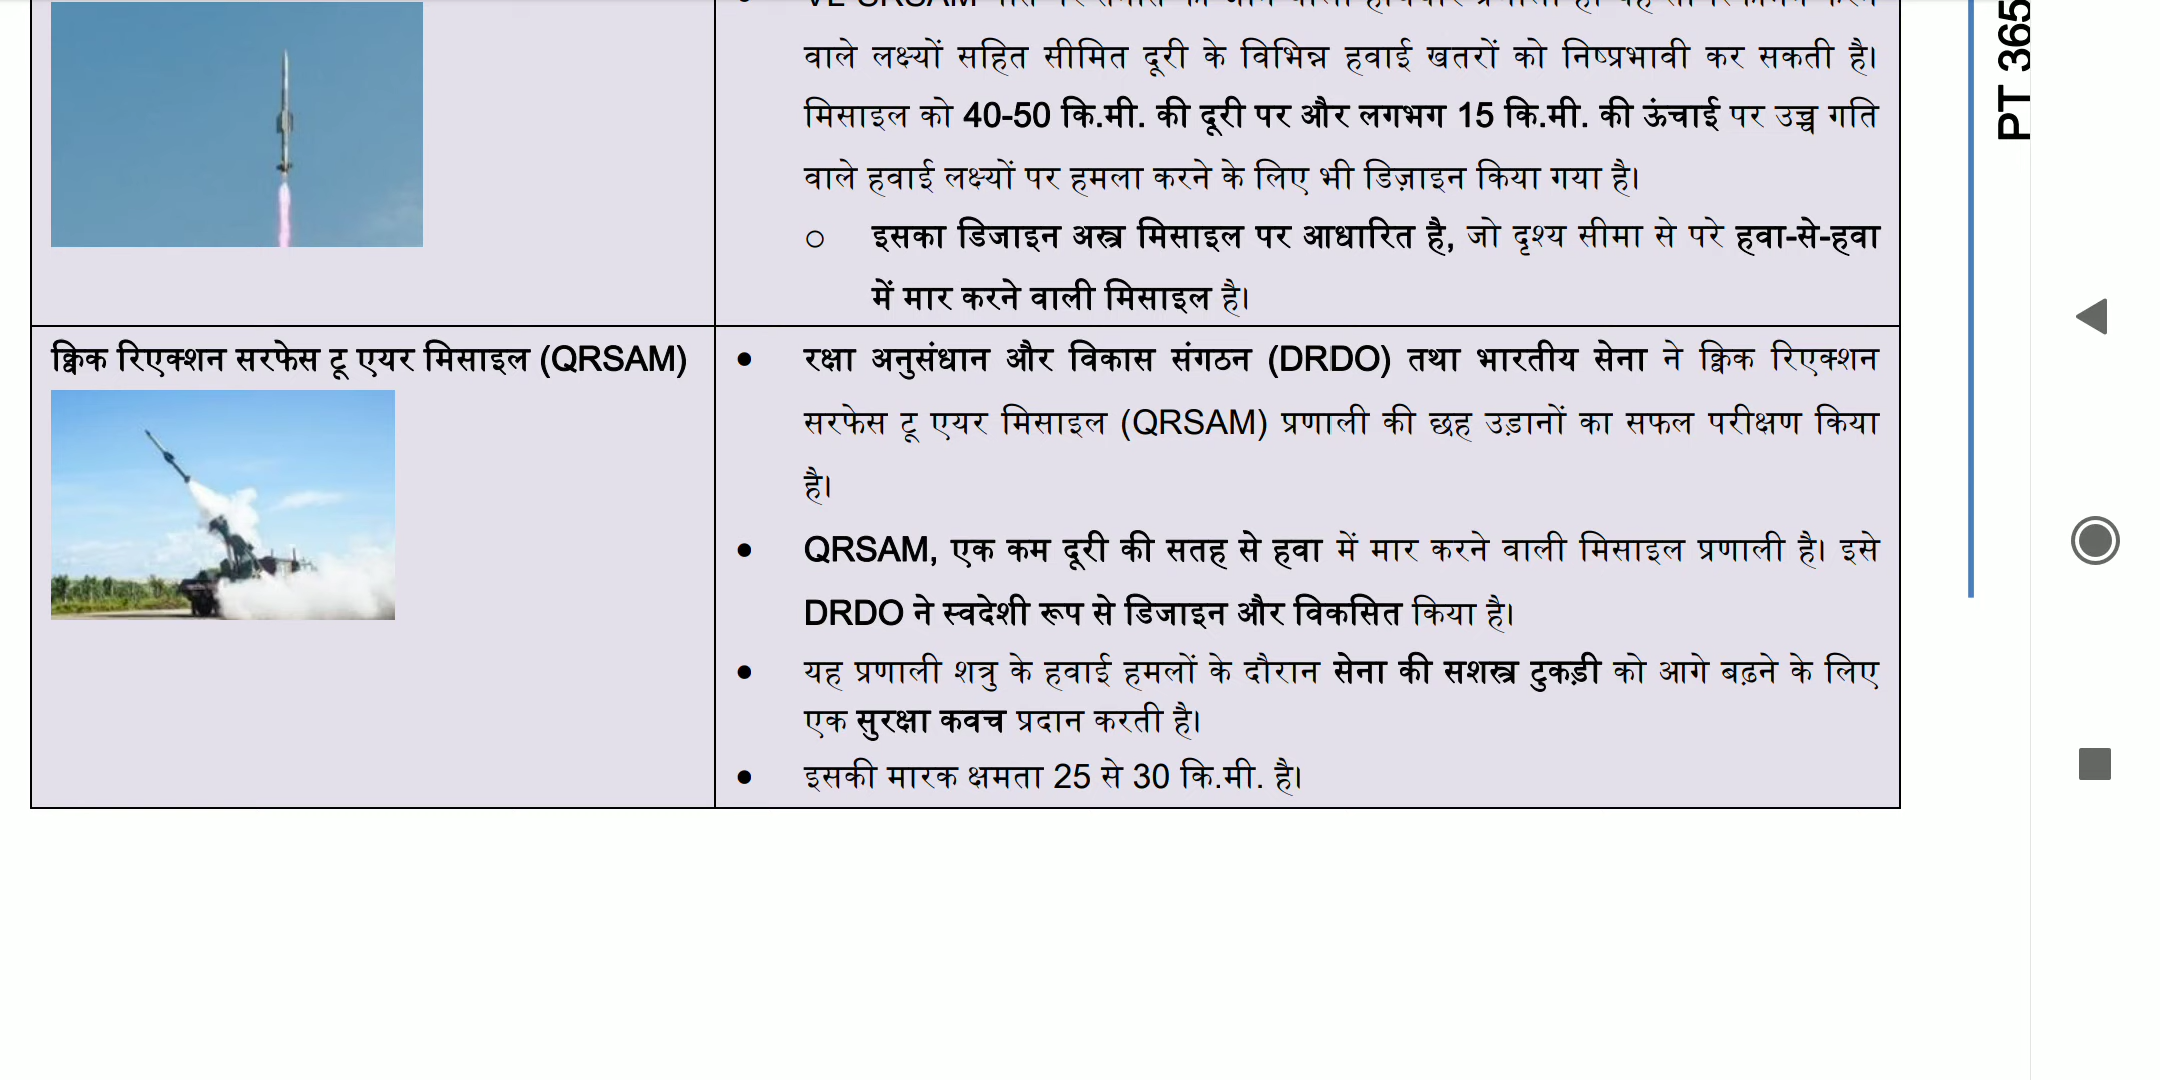 वाले लक्ष्यों सहित सीमित दूरी के विभिन्न हवाई खतरों को निष्प्रभावी कर सकती है।
मिसाइल को 40-50 कि.मी. की दूरी पर और लगभग 15 कि.मी. की ऊंचाई पर उच्च गति
वाले हवाई लक्ष्यों पर हमला करने के लिए भी डिज़ाइन किया गया है।
○ इसका डिजाइन अस्त्र मिसाइल पर आधारित है, जो दृश्य सीमा से परे हवा-से-हवा
में मार करने वाली मिसाइल है।
क्विक रिएक्शन सरफेस टू एयर मिसाइल (QRSAM)
● रक्षा अनुसंधान और विकास संगठन (DRDO) तथा भारतीय सेना ने क्विक रिएक्शन
सरफेस टू एयर मिसाइल (QRSAM) प्रणाली की छह उड़ानों का सफल परीक्षण किया
है।
● QRSAM, एक कम दूरी की सतह से हवा में मार करने वाली मिसाइल प्रणाली है। इसे
DRDO ने स्वदेशी रूप से डिजाइन और विकसित किया है।
● यह प्रणाली शत्रु के हवाई हमलों के दौरान सेना की सशस्त्र टुकड़ी को आगे बढ़ने के लिए
एक सुरक्षा कवच प्रदान करती है।
● इसकी मारक क्षमता 25 से 30 कि.मी. है।
PT 365